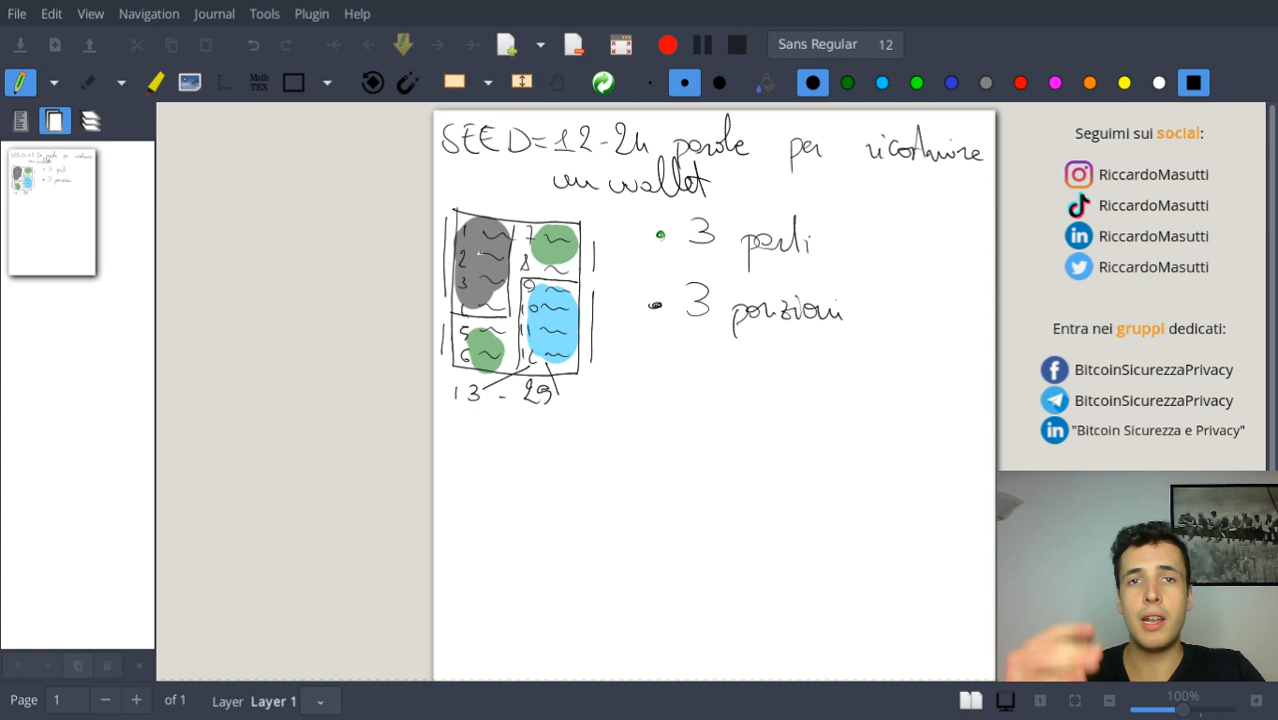 File Edit View Navigation Journal Tools Plugin Help
Sans Regular 12
Math TEX
SEED=12-24 parole per ricostruire
un wallet
1 7
2 8
3 9
10
5 11
6 12
13 - 29
3 parti
3 porzioni
Seguimi sui social:
RiccardoMasutti
RiccardoMasutti
RiccardoMasutti
RiccardoMasutti
Entra nei gruppi dedicati:
BitcoinSicurezzaPrivacy
BitcoinSicurezzaPrivacy
"Bitcoin Sicurezza e Privacy"
Page 1 of 1 Layer Layer 1 100%